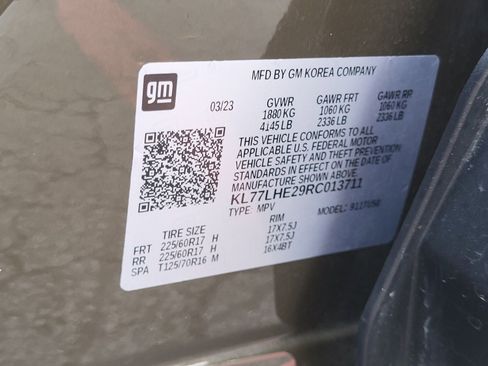 MFD BY GM KOREA COMPANY
gm
03/23
GVWR GAWR FRT GAWR RR
1880 KG 1060 KG 1060 KG
4145 LB 2336 LB 2336 LB
THIS VEHICLE CONFORMS TO ALL
APPLICABLE U.S. FEDERAL MOTOR
VEHICLE SAFETY AND THEFT PREVENTION
STANDARDS IN EFFECT ON THE DATE OF
MANUFACTURE SHOWN ABOVE.
KL77LHE29RC013711
TYPE: MPV MODEL:
TIRE SIZE RIM
FRT 225/60R17 H 17X7.5J
RR 225/60R17 H 17X7.5J
SPA T125/70R16 M 16X4BT